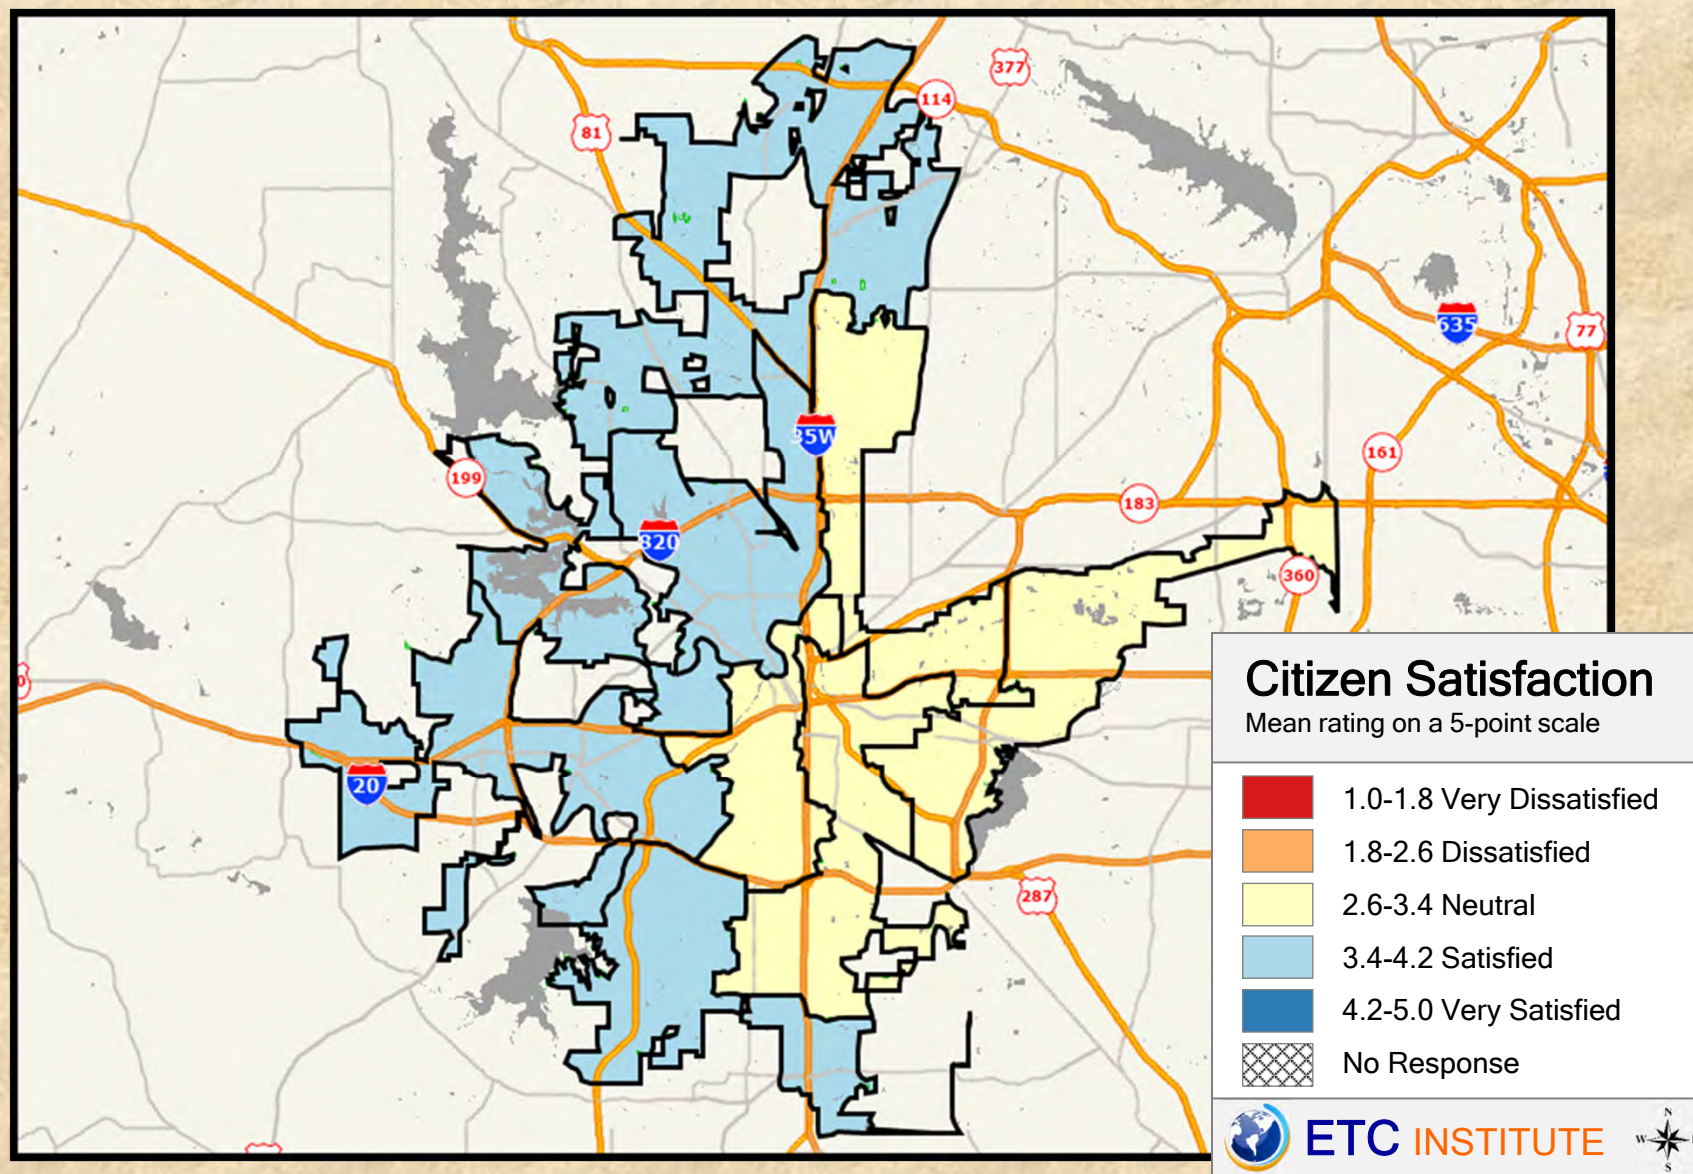 377
114
81
635
77
35W
161
199
183
820
360
Citizen Satisfaction
Mean rating on a 5-point scale
20
1.0-1.8 Very Dissatisfied
1.8-2.6 Dissatisfied
287
2.6-3.4 Neutral
3.4-4.2 Satisfied
4.2-5.0 Very Satisfied
No Response
ETC INSTITUTE
N
W
S